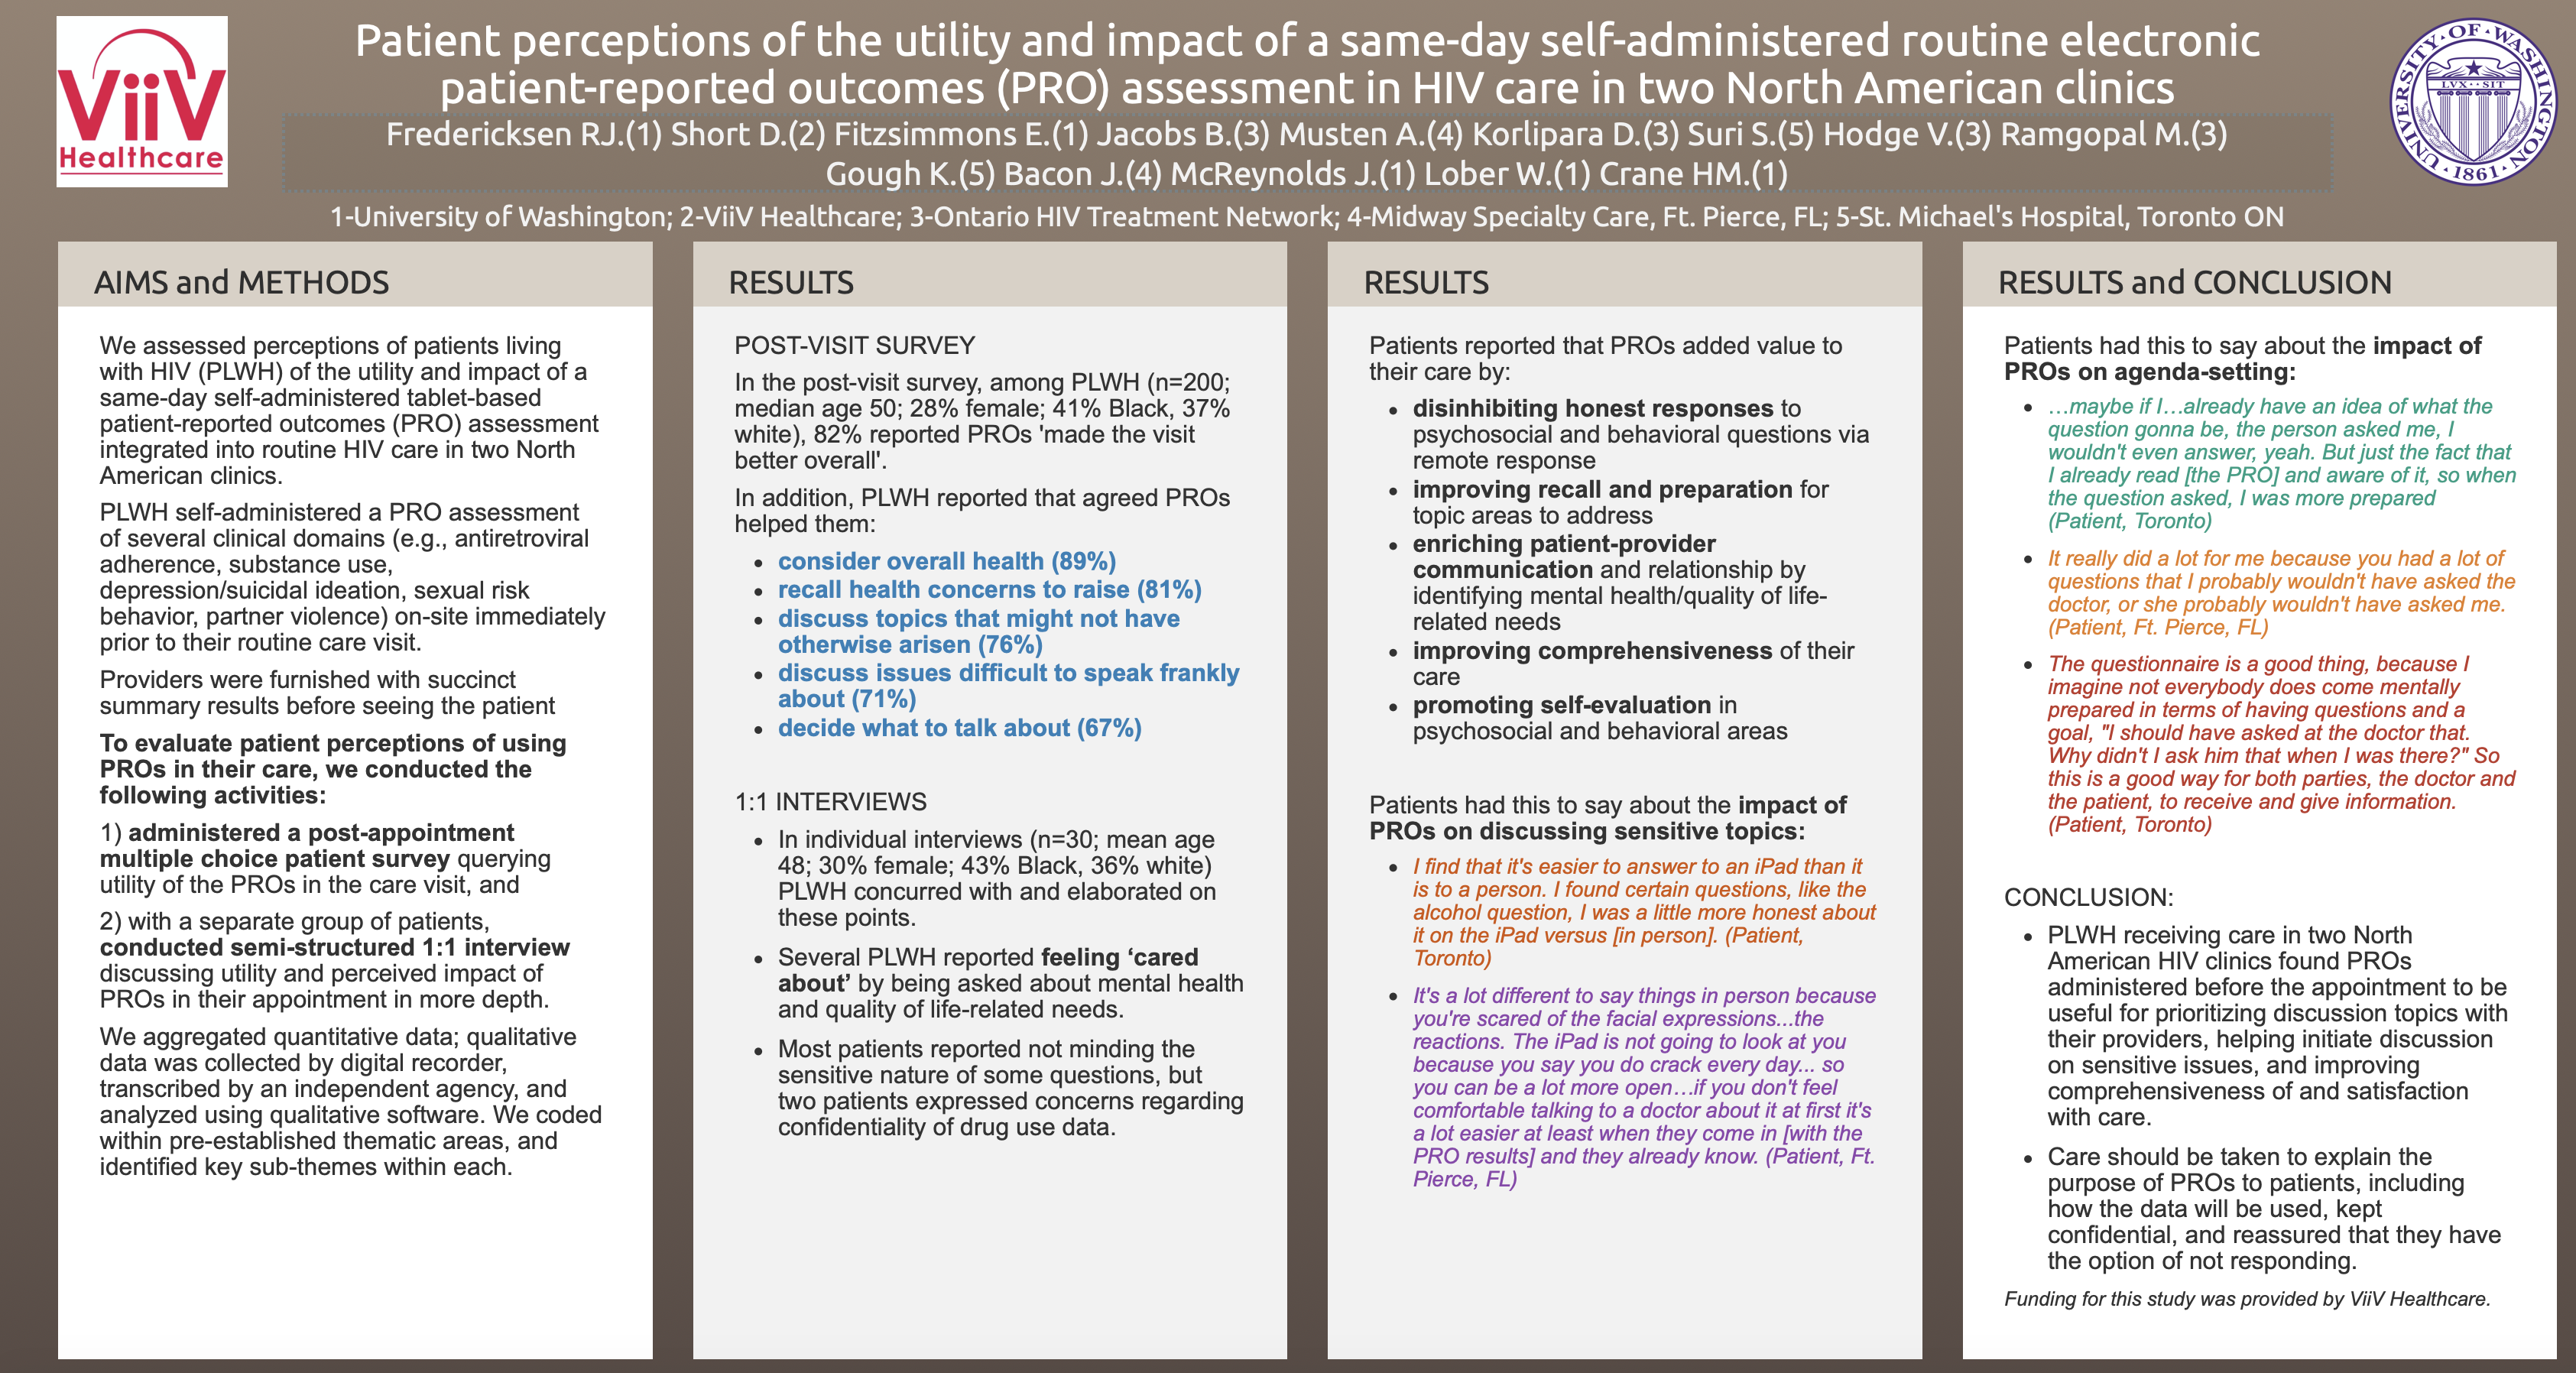 ViiV
Healthcare
Patient perceptions of the utility and impact of a same-day self-administered routine electronic
patient-reported outcomes (PRO) assessment in HIV care in two North American clinics
Fredericksen RJ.(1) Short D.(2) Fitzsimmons E.(1) Jacobs B.(3) Musten A.(4) Korlipara D.(3) Suri S.(5) Hodge V.(3) Ramgopal M.(3)
Gough K.(5) Bacon J.(4) McReynolds J.(1) Lober W.(1) Crane HM.(1)
1-University of Washington; 2-ViiV Healthcare; 3-Ontario HIV Treatment Network; 4-Midway Specialty Care, Ft. Pierce, FL; 5-St. Michael's Hospital, Toronto ON
UNIVERSITY · OF · WASHINGTON
LVX · · SIT
· 1861 ·
AIMS and METHODS
We assessed perceptions of patients living
with HIV (PLWH) of the utility and impact of a
same-day self-administered tablet-based
patient-reported outcomes (PRO) assessment
integrated into routine HIV care in two North
American clinics.
PLWH self-administered a PRO assessment
of several clinical domains (e.g., antiretroviral
adherence, substance use,
depression/suicidal ideation, sexual risk
behavior, partner violence) on-site immediately
prior to their routine care visit.
Providers were furnished with succinct
summary results before seeing the patient
To evaluate patient perceptions of using
PROs in their care, we conducted the
following activities:
1) administered a post-appointment
multiple choice patient survey querying
utility of the PROs in the care visit, and
2) with a separate group of patients,
conducted semi-structured 1:1 interview
discussing utility and perceived impact of
PROs in their appointment in more depth.
We aggregated quantitative data; qualitative
data was collected by digital recorder,
transcribed by an independent agency, and
analyzed using qualitative software. We coded
within pre-established thematic areas, and
identified key sub-themes within each.
RESULTS
POST-VISIT SURVEY
In the post-visit survey, among PLWH (n=200;
median age 50; 28% female; 41% Black, 37%
white), 82% reported PROs 'made the visit
better overall'.
In addition, PLWH reported that agreed PROs
helped them:
• consider overall health (89%)
• recall health concerns to raise (81%)
• discuss topics that might not have
otherwise arisen (76%)
• discuss issues difficult to speak frankly
about (71%)
• decide what to talk about (67%)
1:1 INTERVIEWS
• In individual interviews (n=30; mean age
48; 30% female; 43% Black, 36% white)
PLWH concurred with and elaborated on
these points.
• Several PLWH reported feeling ‘cared
about’ by being asked about mental health
and quality of life-related needs.
• Most patients reported not minding the
sensitive nature of some questions, but
two patients expressed concerns regarding
confidentiality of drug use data.
RESULTS
Patients reported that PROs added value to
their care by:
• disinhibiting honest responses to
psychosocial and behavioral questions via
remote response
• improving recall and preparation for
topic areas to address
• enriching patient-provider
communication and relationship by
identifying mental health/quality of life-
related needs
• improving comprehensiveness of their
care
• promoting self-evaluation in
psychosocial and behavioral areas
Patients had this to say about the impact of
PROs on discussing sensitive topics:
• I find that it's easier to answer to an iPad than it
is to a person. I found certain questions, like the
alcohol question, I was a little more honest about
it on the iPad versus [in person]. (Patient,
Toronto)
• It's a lot different to say things in person because
you're scared of the facial expressions...the
reactions. The iPad is not going to look at you
because you say you do crack every day... so
you can be a lot more open…if you don't feel
comfortable talking to a doctor about it at first it's
a lot easier at least when they come in [with the
PRO results] and they already know. (Patient, Ft.
Pierce, FL)
RESULTS and CONCLUSION
Patients had this to say about the impact of
PROs on agenda-setting:
• …maybe if I…already have an idea of what the
question gonna be, the person asked me, I
wouldn't even answer, yeah. But just the fact that
I already read [the PRO] and aware of it, so when
the question asked, I was more prepared
(Patient, Toronto)
• It really did a lot for me because you had a lot of
questions that I probably wouldn't have asked the
doctor, or she probably wouldn't have asked me.
(Patient, Ft. Pierce, FL)
• The questionnaire is a good thing, because I
imagine not everybody does come mentally
prepared in terms of having questions and a
goal, "I should have asked at the doctor that.
Why didn't I ask him that when I was there?" So
this is a good way for both parties, the doctor and
the patient, to receive and give information.
(Patient, Toronto)
CONCLUSION:
• PLWH receiving care in two North
American HIV clinics found PROs
administered before the appointment to be
useful for prioritizing discussion topics with
their providers, helping initiate discussion
on sensitive issues, and improving
comprehensiveness of and satisfaction
with care.
• Care should be taken to explain the
purpose of PROs to patients, including
how the data will be used, kept
confidential, and reassured that they have
the option of not responding.
Funding for this study was provided by ViiV Healthcare.